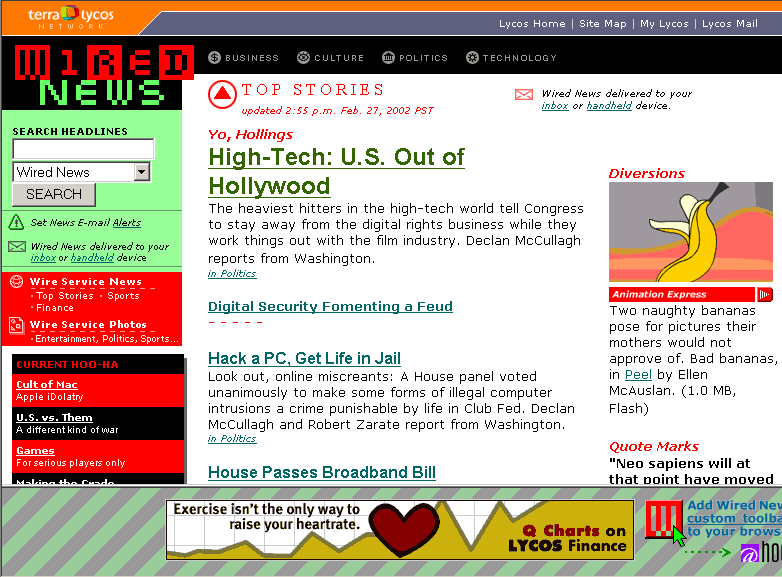 terra Lycos
NETWORK
Lycos Home | Site Map | My Lycos | Lycos Mail
WIRED
NEWS
BUSINESS
CULTURE
POLITICS
TECHNOLOGY
SEARCH HEADLINES
Wired News
SEARCH
Set News E-mail Alerts
Wired News delivered to your
inbox or handheld device
Wire Service News
· Top Stories · Sports
· Finance
Wire Service Photos
· Entertainment, Politics, Sports...
CURRENT HOO-HA
Cult of Mac
Apple iDolatry
U.S. vs. Them
A different kind of war
Games
For serious players only
Making the Grade
TOP STORIES
updated 2:55 p.m. Feb. 27, 2002 PST
Wired News delivered to your
inbox or handheld device.
Yo, Hollings
High-Tech: U.S. Out of
Hollywood
The heaviest hitters in the high-tech world tell Congress
to stay away from the digital rights business while they
work things out with the film industry. Declan McCullagh
reports from Washington.
in Politics
Digital Security Fomenting a Feud
- - - - -
Hack a PC, Get Life in Jail
Look out, online miscreants: A House panel voted
unanimously to make some forms of illegal computer
intrusions a crime punishable by life in Club Fed. Declan
McCullagh and Robert Zarate report from Washington.
in Politics
House Passes Broadband Bill
Diversions
Animation Express
Two naughty bananas
pose for pictures their
mothers would not
approve of. Bad bananas,
in Peel by Ellen
McAuslan. (1.0 MB,
Flash)
Quote Marks
"Neo sapiens will at
that point have moved
Exercise isn't the only way to
raise your heartrate.
Q Charts on
LYCOS Finance
Add Wired New
custom toolba
to your brows
@ho